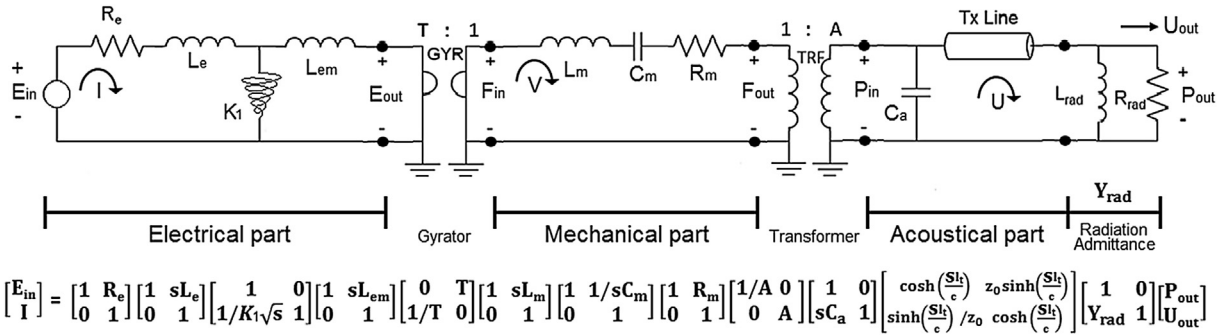 R_e L_e L_em T : 1 GYR L_m C_m R_m 1 : A TRF Tx Line U_out
+ E_in - I K_1 + E_out - + F_in - V + F_out - + P_in - C_a U L_rad R_rad + P_out -
Y_rad
Electrical part Gyrator Mechanical part Transformer Acoustical part Radiation Admittance
[E_in; I] = [1 R_e; 0 1][1 sL_e; 0 1][1 0; 1/K_1√s 1][1 sL_em; 0 1][0 T; 1/T 0][1 sL_m; 0 1][1 1/sC_m; 0 1][1 R_m; 0 1][1/A 0; 0 A][1 0; sC_a 1][cosh(sl_t/c) z_0sinh(sl_t/c); sinh(sl_t/c)/z_0 cosh(sl_t/c)][1 0; Y_rad 1][P_out; U_out]